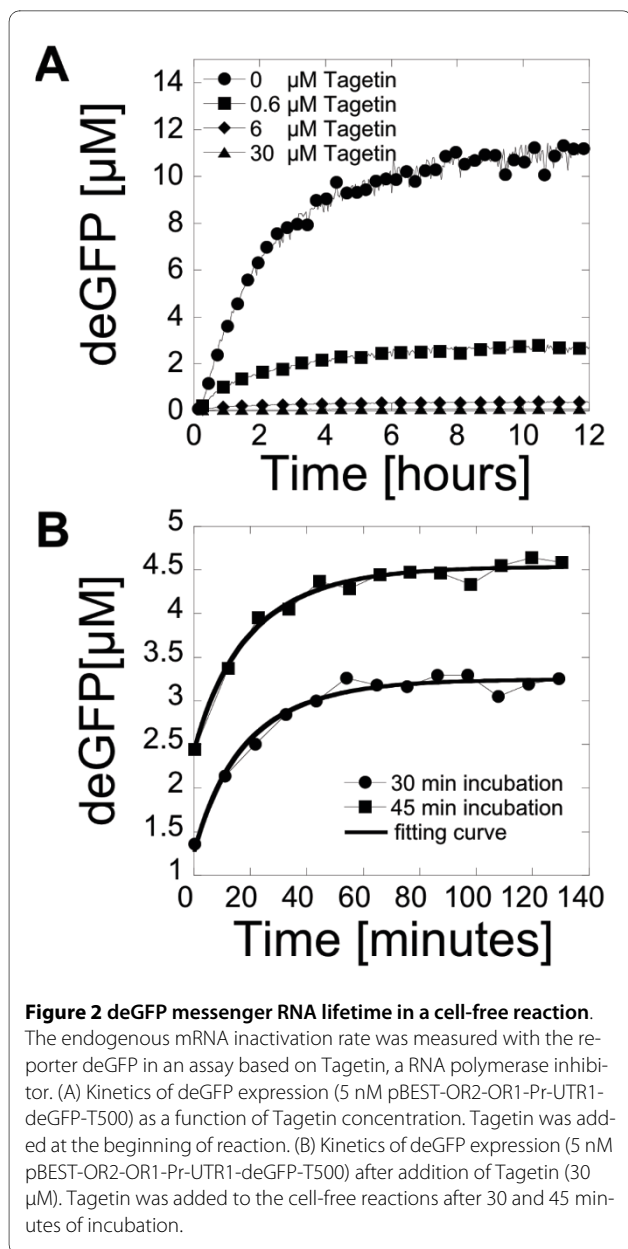 A
deGFP [µM]
14
12
10
8
6
4
2
0
0 µM Tagetin
0.6 µM Tagetin
6 µM Tagetin
30 µM Tagetin
0 2 4 6 8 10 12
Time [hours]
B
deGFP[µM]
5
4.5
4
3.5
3
2.5
2
1.5
1
30 min incubation
45 min incubation
fitting curve
0 20 40 60 80 100 120 140
Time [minutes]
Figure 2 deGFP messenger RNA lifetime in a cell-free reaction.
The endogenous mRNA inactivation rate was measured with the re-
porter deGFP in an assay based on Tagetin, a RNA polymerase inhibi-
tor. (A) Kinetics of deGFP expression (5 nM pBEST-OR2-OR1-Pr-UTR1-
deGFP-T500) as a function of Tagetin concentration. Tagetin was add-
ed at the beginning of reaction. (B) Kinetics of deGFP expression (5 nM
pBEST-OR2-OR1-Pr-UTR1-deGFP-T500) after addition of Tagetin (30
µM). Tagetin was added to the cell-free reactions after 30 and 45 min-
utes of incubation.